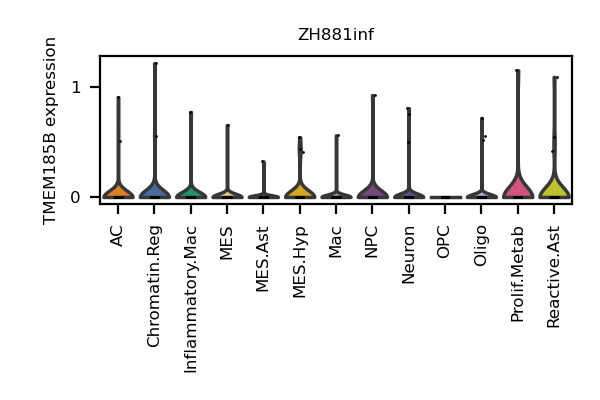 ZH881inf
TMEM185B expression
1
0
AC
Chromatin.Reg
Inflammatory.Mac
MES
MES.Ast
MES.Hyp
Mac
NPC
Neuron
OPC
Oligo
Prolif.Metab
Reactive.Ast